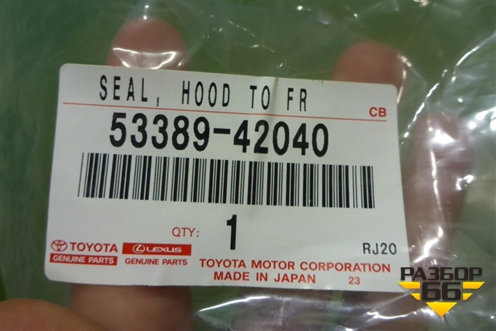 SEAL, HOOD TO FR
CB
53389-42040
QTY: 1
RJ20
TOYOTA LEXUS
GENUINE PARTS GENUINE PARTS
TOYOTA MOTOR CORPORATION
MADE IN JAPAN 23
РАЗБОР
66